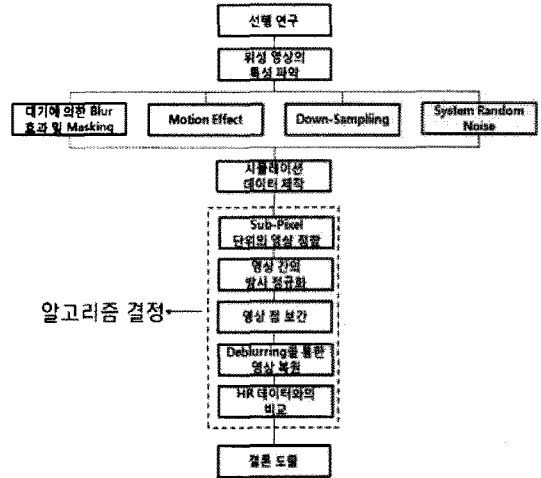 선행 연구
위성 영상의
특성 파악
대기에 의한 Blur
효과 및 Masking
Motion Effect
Down-Sampling
System Random
Noise
시뮬레이션
데이터 제작
Sub-Pixel
단위의 영상 정합
영상 간의
방사 정규화
알고리즘 결정
영상 점 보간
Deblurring를 통한
영상 복원
HR 데이터와의
비교
결론 도출